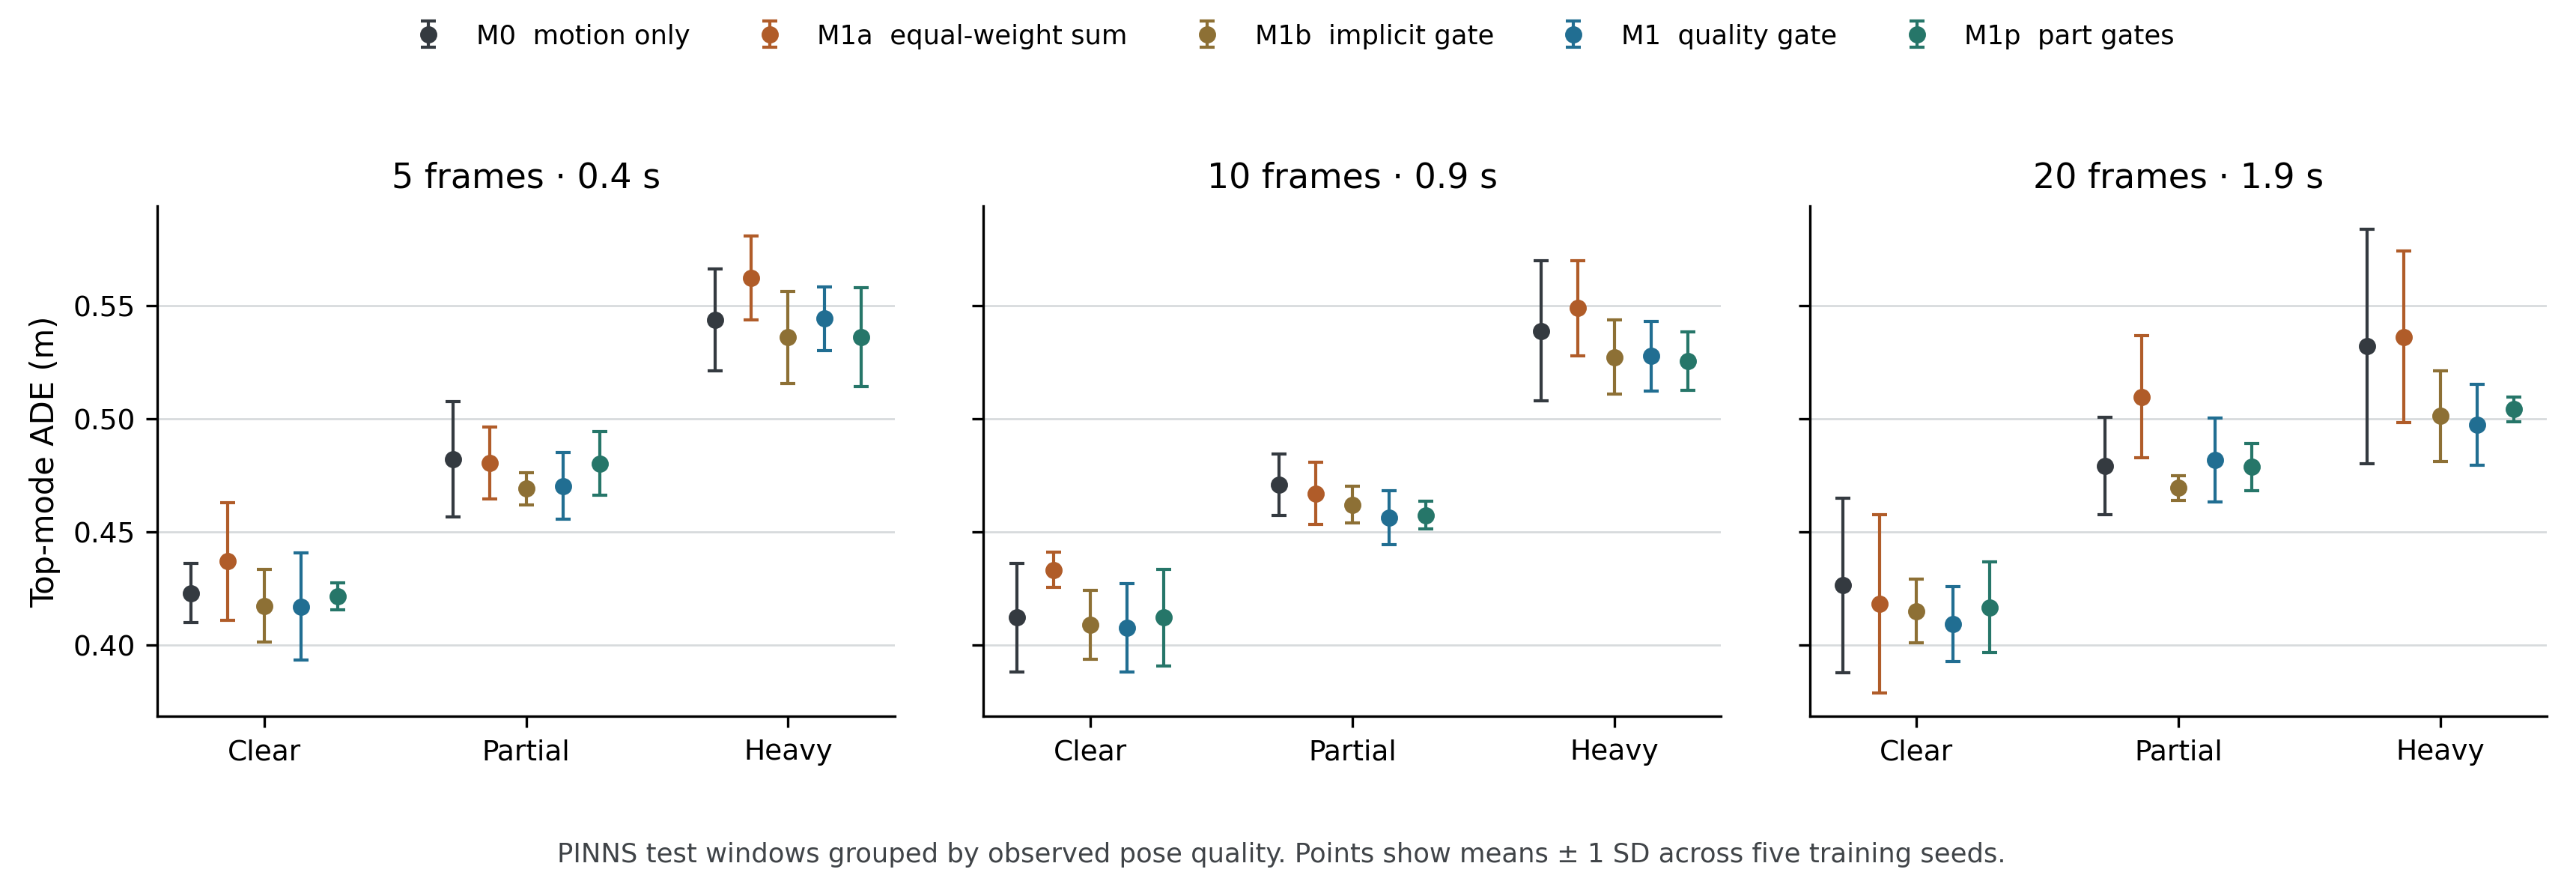 M0  motion only
M1a  equal-weight sum
M1b  implicit gate
M1  quality gate
M1p  part gates
5 frames · 0.4 s
10 frames · 0.9 s
20 frames · 1.9 s
Top-mode ADE (m)
0.55
0.50
0.45
0.40
Clear
Partial
Heavy
Clear
Partial
Heavy
Clear
Partial
Heavy
PINNS test windows grouped by observed pose quality. Points show means ± 1 SD across five training seeds.